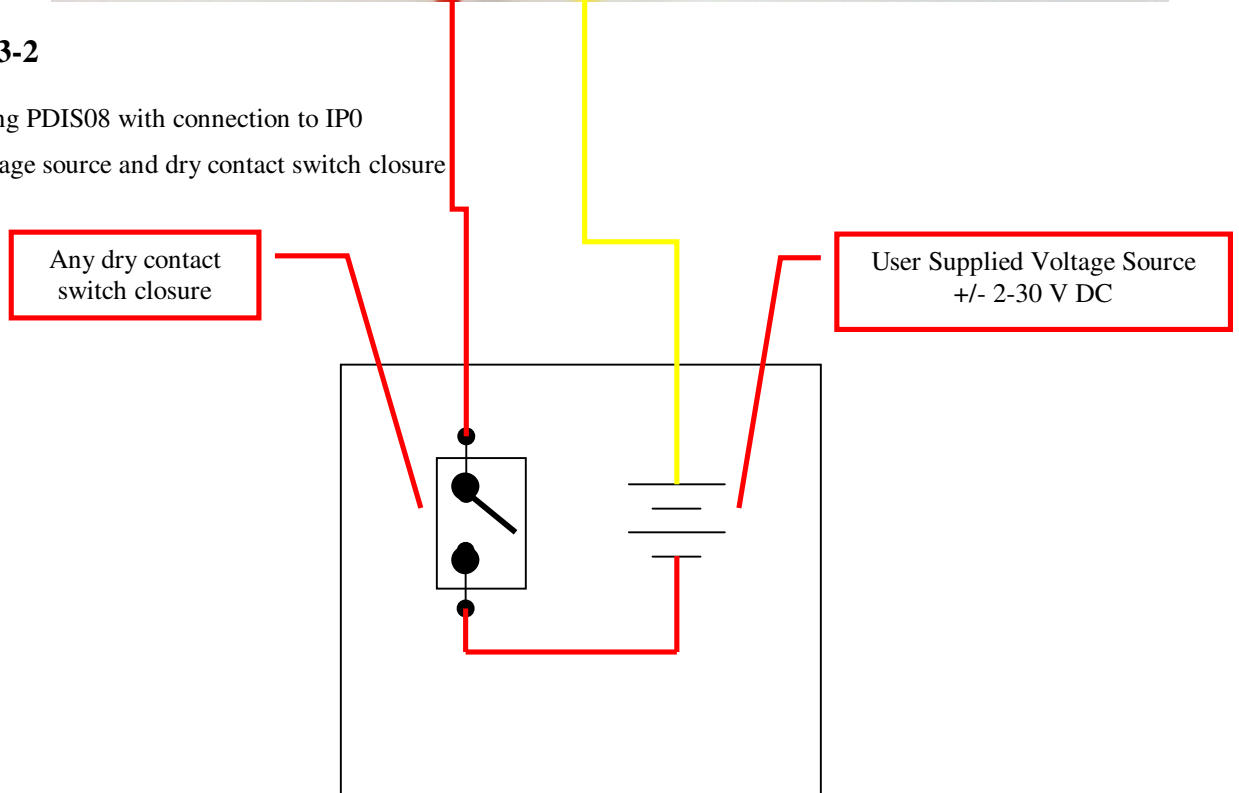 3-2
ng PDIS08 with connection to IP0
age source and dry contact switch closure
Any dry contact
switch closure
User Supplied Voltage Source
+/- 2-30 V DC